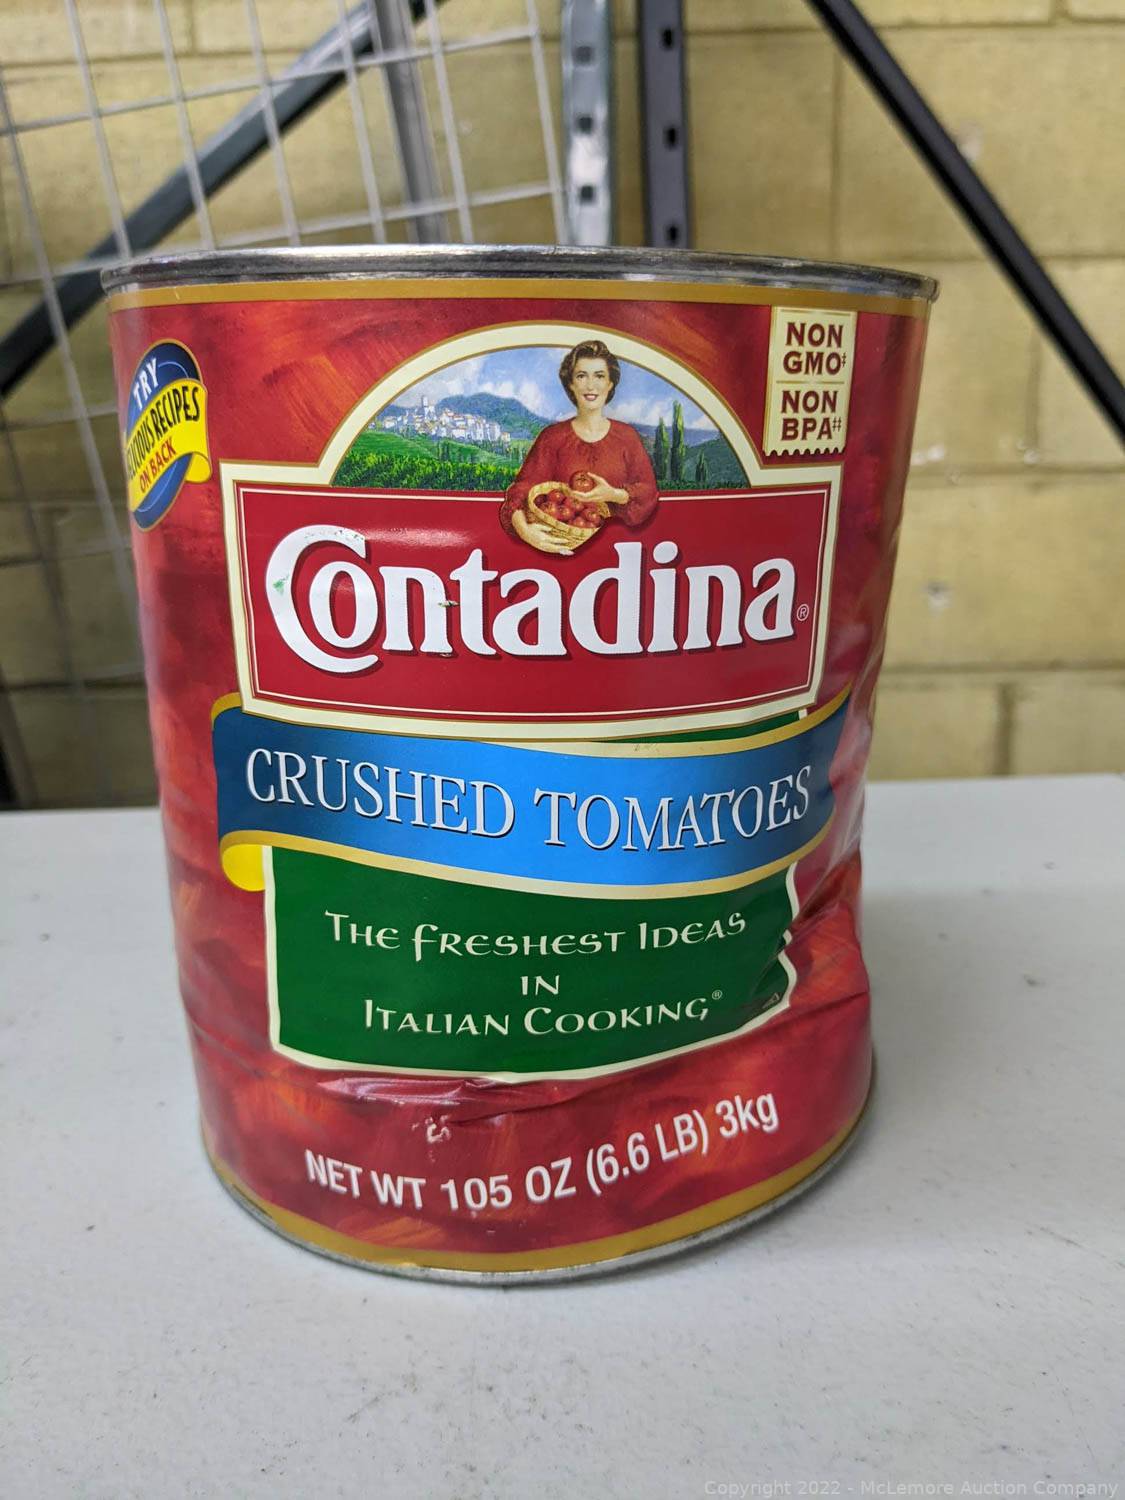 NON
GMO‡
NON
BPA‡‡
TRY
DELICIOUS RECIPES
ON BACK
Contadina®
CRUSHED TOMATOES
THE FRESHEST IDEAS
IN
ITALIAN COOKING®
NET WT 105 OZ (6.6 LB) 3kg
Copyright 2022 - McLemore Auction Company